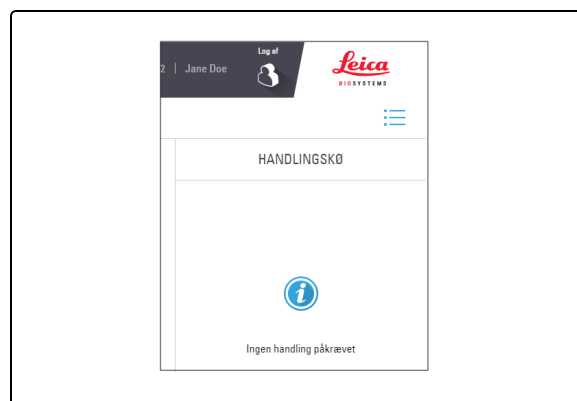 Log af
2 | Jane Doe
Leica
BIOSYSTEMS
HANDLINGSKØ
i
Ingen handling påkrævet